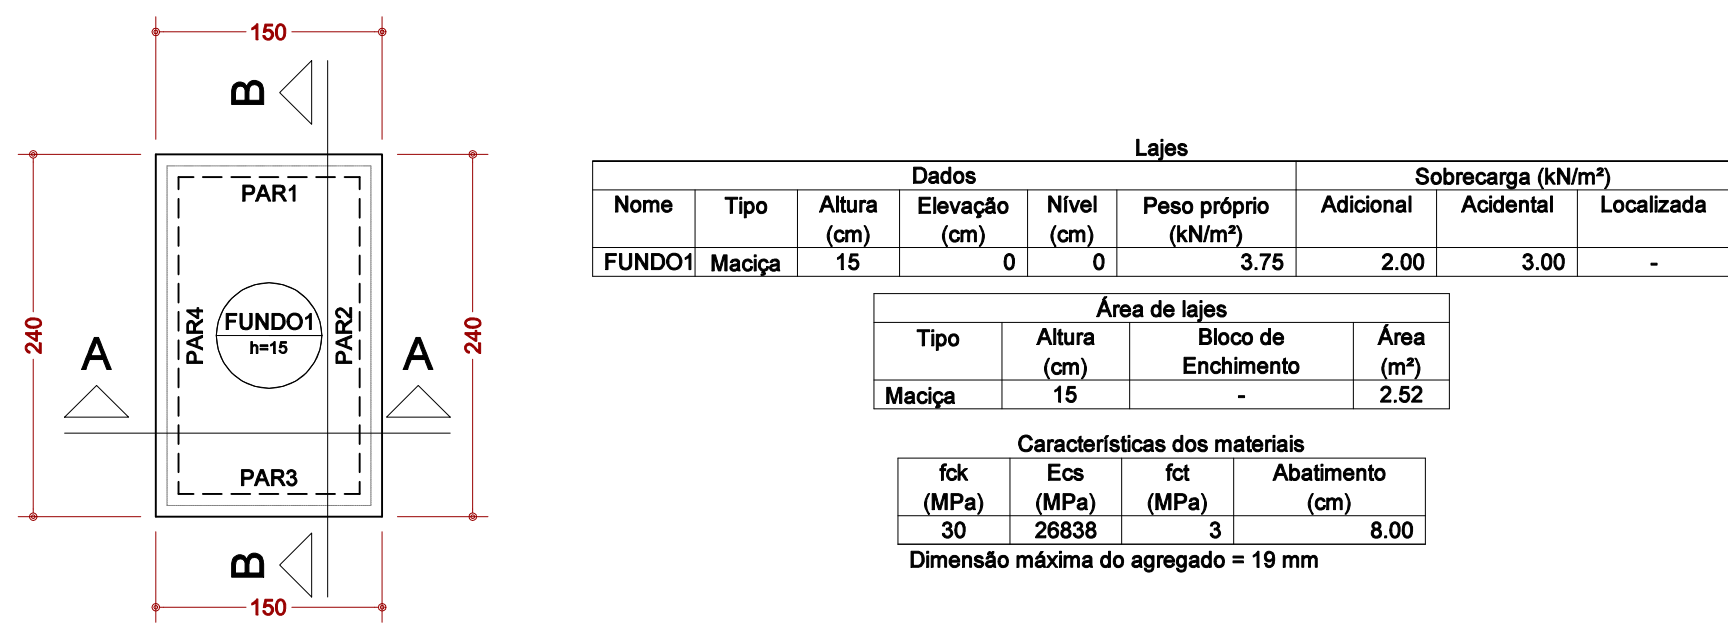 150
B
240
PAR1
PAR4
FUNDO1
h=15
PAR2
240
A
A
PAR3
B
150
Lajes
Dados Sobrecarga (kN/m²)
Nome Tipo Altura Elevação Nível Peso próprio Adicional Acidental Localizada
(cm) (cm) (cm) (kN/m²)
FUNDO1 Maciça 15 0 0 3.75 2.00 3.00 -
Área de lajes
Tipo Altura Bloco de Área
(cm) Enchimento (m²)
Maciça 15 - 2.52
Características dos materiais
fck Ecs fct Abatimento
(MPa) (MPa) (MPa) (cm)
30 26838 3 8.00
Dimensão máxima do agregado = 19 mm